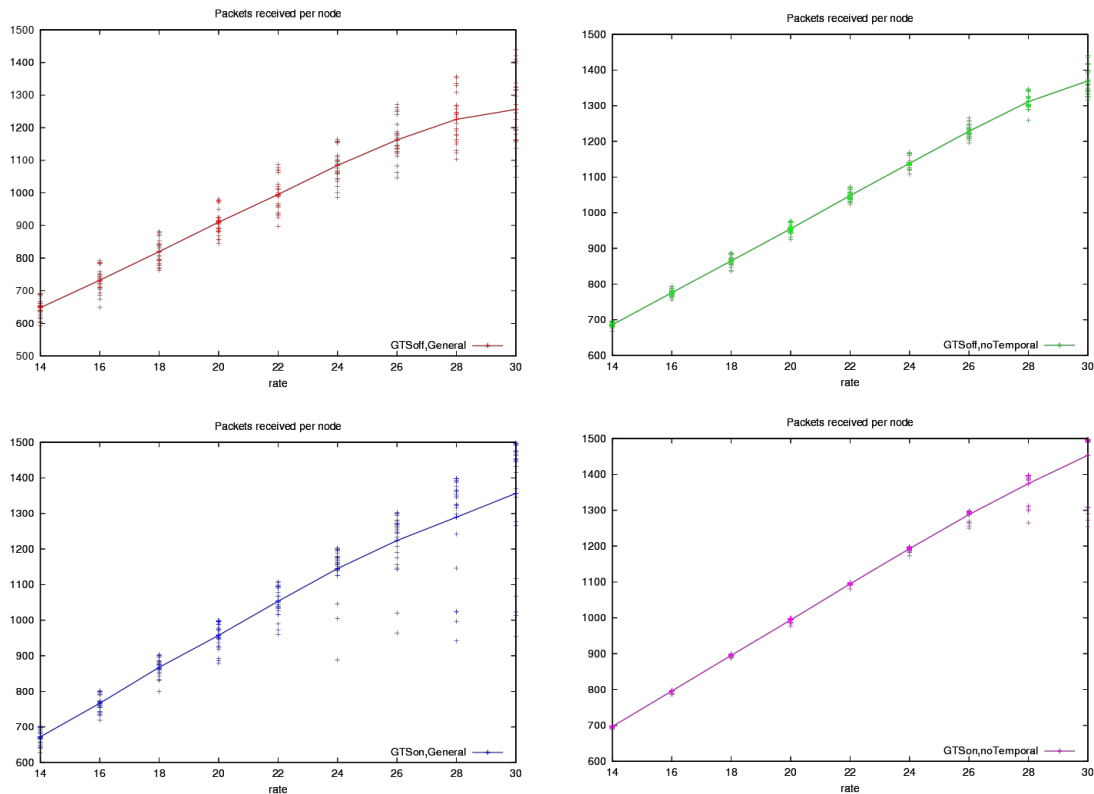 Packets received per node
1500
1400
1300
1200
1100
1000
900
800
700
600
500
GTSoff,General
14 16 18 20 22 24 26 28 30
rate
Packets received per node
1500
1400
1300
1200
1100
1000
900
800
700
600
GTSoff,noTemporal
14 16 18 20 22 24 26 28 30
rate
Packets received per node
1500
1400
1300
1200
1100
1000
900
800
700
600
GTSon,General
14 16 18 20 22 24 26 28 30
rate
Packets received per node
1500
1400
1300
1200
1100
1000
900
800
700
600
GTSon,noTemporal
14 16 18 20 22 24 26 28 30
rate